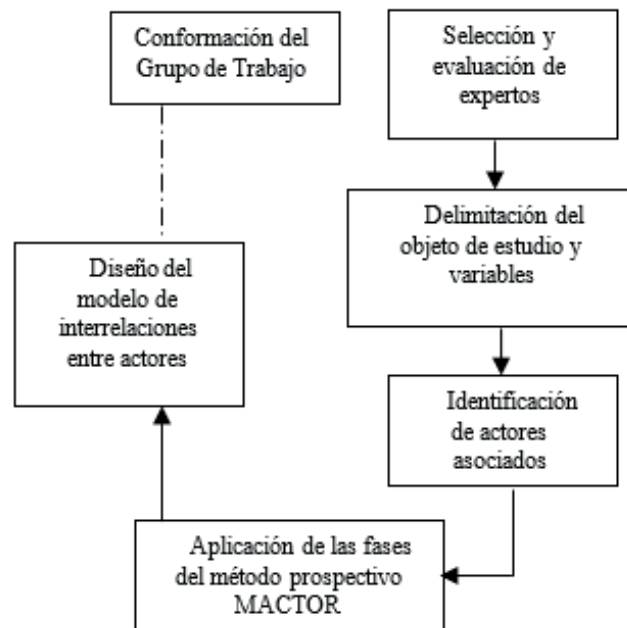 Conformación del
Grupo de Trabajo
Selección y
evaluación de
expertos
Delimitación del
objeto de estudio y
variables
Diseño del
modelo de
interrelaciones
entre actores
Identificación
de actores
asociados
Aplicación de las fases
del método prospectivo
MACTOR